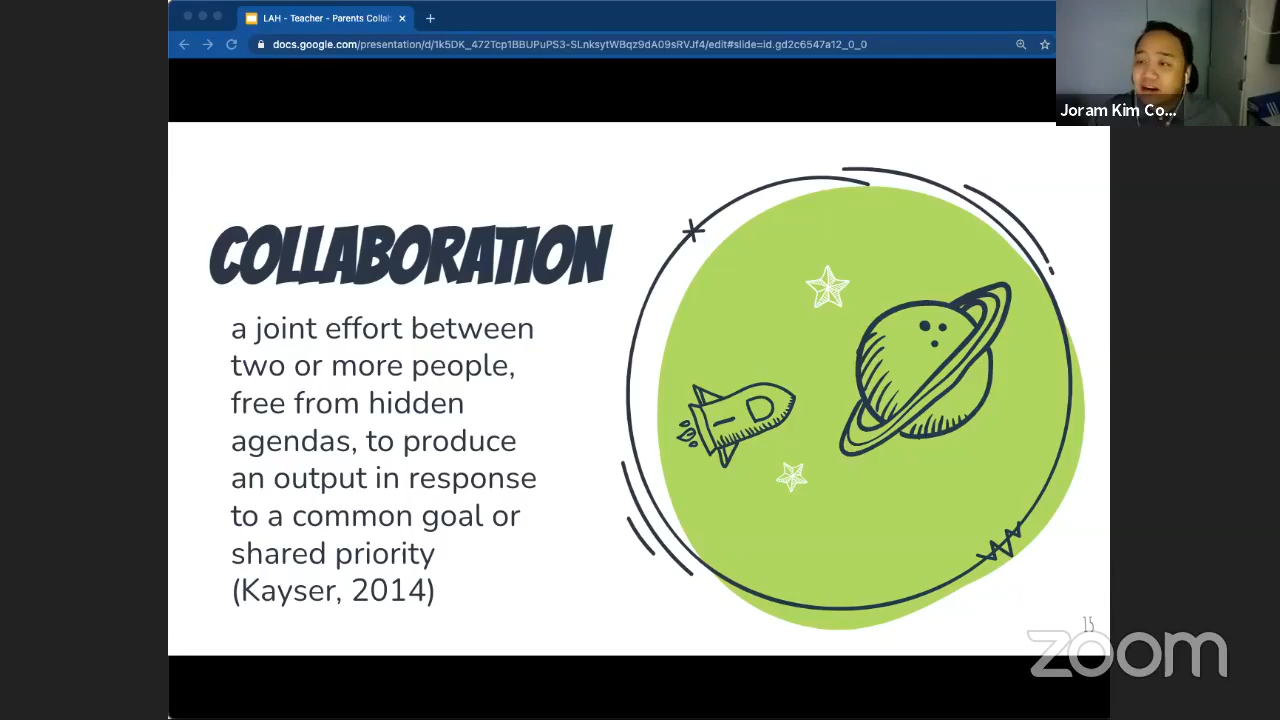 LAH - Teacher - Parents Collab
docs.google.com/presentation/d/1k5DK_472Tcp1BBUPuPS3-SLnksytWBqz9dA09sRVJf4/edit#slide=id.gd2c6547a12_0_0
Joram Kim Co...
COLLABORATION
a joint effort between
two or more people,
free from hidden
agendas, to produce
an output in response
to a common goal or
shared priority
(Kayser, 2014)
15
zoom